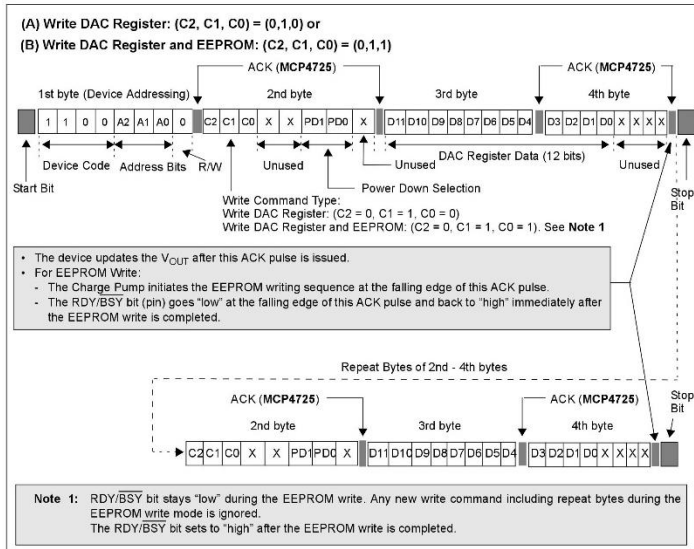 (A) Write DAC Register: (C2, C1, C0) = (0,1,0) or
(B) Write DAC Register and EEPROM: (C2, C1, C0) = (0,1,1)
ACK (MCP4725)
ACK (MCP4725)
1st byte (Device Addressing)
2nd byte
3rd byte
4th byte
1 1 0 0 A2 A1 A0 0 C2 C1 C0 X X PD1 PD0 X D11 D10 D9 D8 D7 D6 D5 D4 D3 D2 D1 D0 X X X X
Start Bit
Device Code
Address Bits
R/W
Unused
Power Down Selection
Unused
DAC Register Data (12 bits)
Unused
Stop
Bit
Write Command Type:
Write DAC Register: (C2 = 0, C1 = 1, C0 = 0)
Write DAC Register and EEPROM: (C2 = 0, C1 = 1, C0 = 1). See Note 1
• The device updates the VOUT after this ACK pulse is issued.
• For EEPROM Write:
- The Charge Pump initiates the EEPROM writing sequence at the falling edge of this ACK pulse.
- The RDY/BSY bit (pin) goes “low” at the falling edge of this ACK pulse and back to “high” immediately after
the EEPROM write is completed.
Repeat Bytes of 2nd - 4th bytes
ACK (MCP4725)
ACK (MCP4725)
Stop
Bit
2nd byte
3rd byte
4th byte
C2 C1 C0 X X PD1 PD0 X D11 D10 D9 D8 D7 D6 D5 D4 D3 D2 D1 D0 X X X X
Note 1: RDY/BSY bit stays “low” during the EEPROM write. Any new write command including repeat bytes during the
EEPROM write mode is ignored.
The RDY/BSY bit sets to “high” after the EEPROM write is completed.